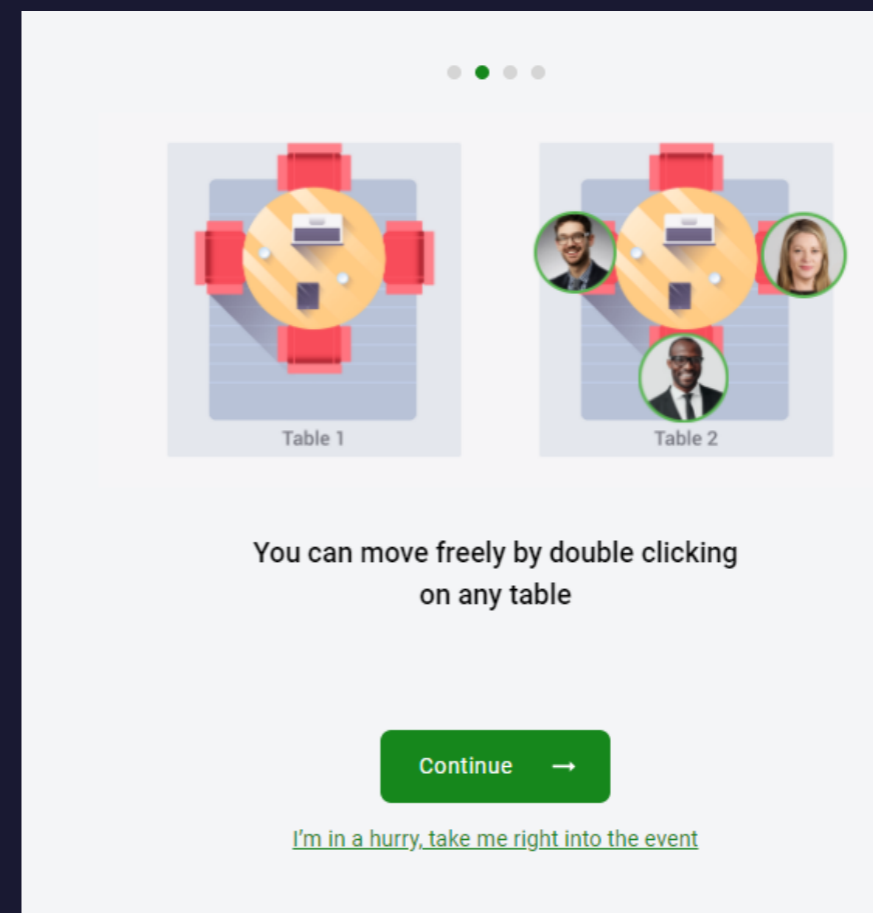 Table 1
Table 2
You can move freely by double clicking
on any table
Continue →
I'm in a hurry, take me right into the event